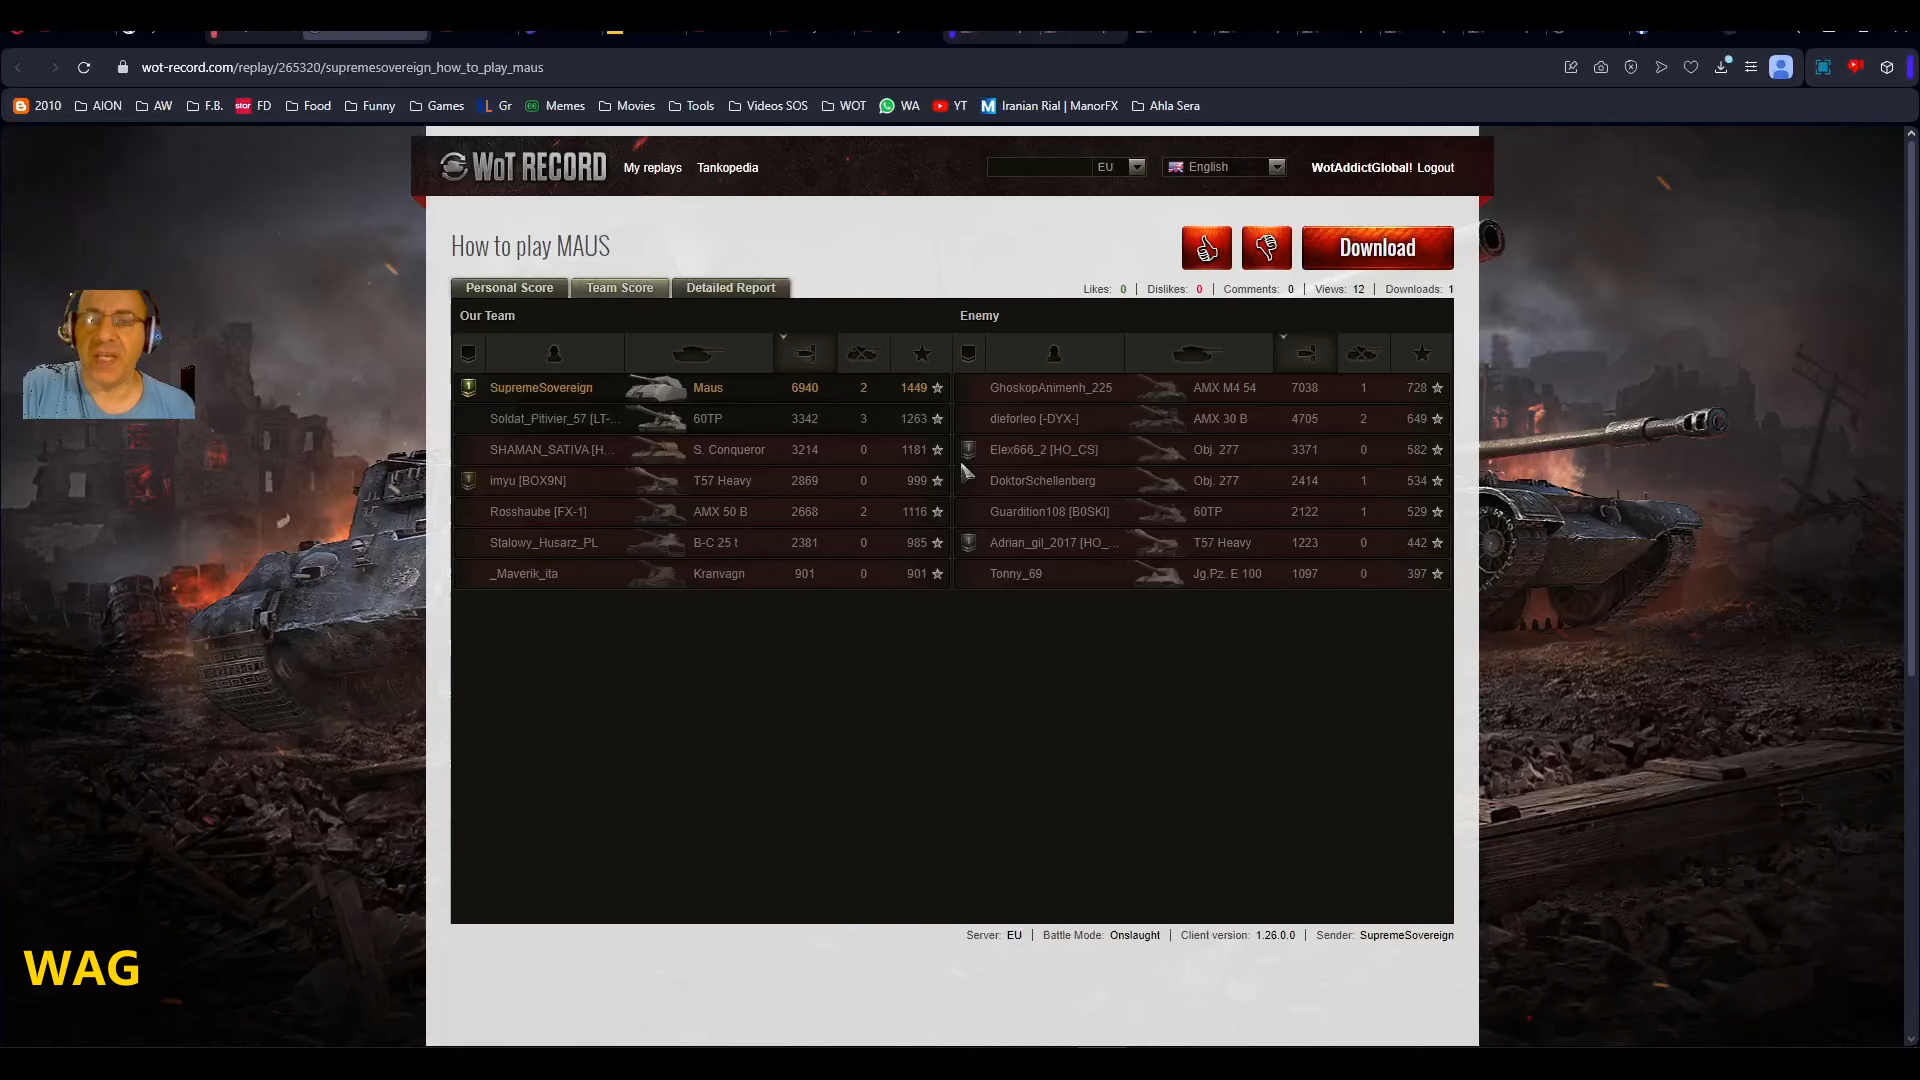 wot-record.com/replay/265320/supremesovereign_how_to_play_maus
2010 AION AW F.B. star FD Food Funny Games L Gr Memes Movies Tools Videos SOS WOT WA YT M Iranian Rial | ManorFX Ahla Sera
WOT RECORD My replays Tankopedia EU English WotAddictGlobal! Logout
How to play MAUS Download
Personal Score Team Score Detailed Report Likes: 0 | Dislikes: 0 | Comments: 0 | Views: 12 | Downloads: 1
Our Team Enemy
1 SupremeSovereign Maus 6940 2 1449 GhoskopAnimenh_225 AMX M4 54 7038 1 728
Soldat_Pitivier_57 [LT-... 60TP 3342 3 1263 dieforleo [-DYX-] AMX 30 B 4705 2 649
SHAMAN_SATIVA [H... S. Conqueror 3214 0 1181 1 Elex666_2 [HO_CS] Obj. 277 3371 0 582
1 imyu [BOX9N] T57 Heavy 2869 0 999 DoktorSchellenberg Obj. 277 2414 1 534
Rosshaube [FX-1] AMX 50 B 2668 2 1116 Guardition108 [B0SKI] 60TP 2122 1 529
Stalowy_Husarz_PL B-C 25 t 2381 0 985 1 Adrian_gil_2017 [HO_... T57 Heavy 1223 0 442
_Maverik_ita Kranvagn 901 0 901 Tonny_69 Jg.Pz. E 100 1097 0 397
Server: EU | Battle Mode: Onslaught | Client version: 1.26.0.0 | Sender: SupremeSovereign
WAG